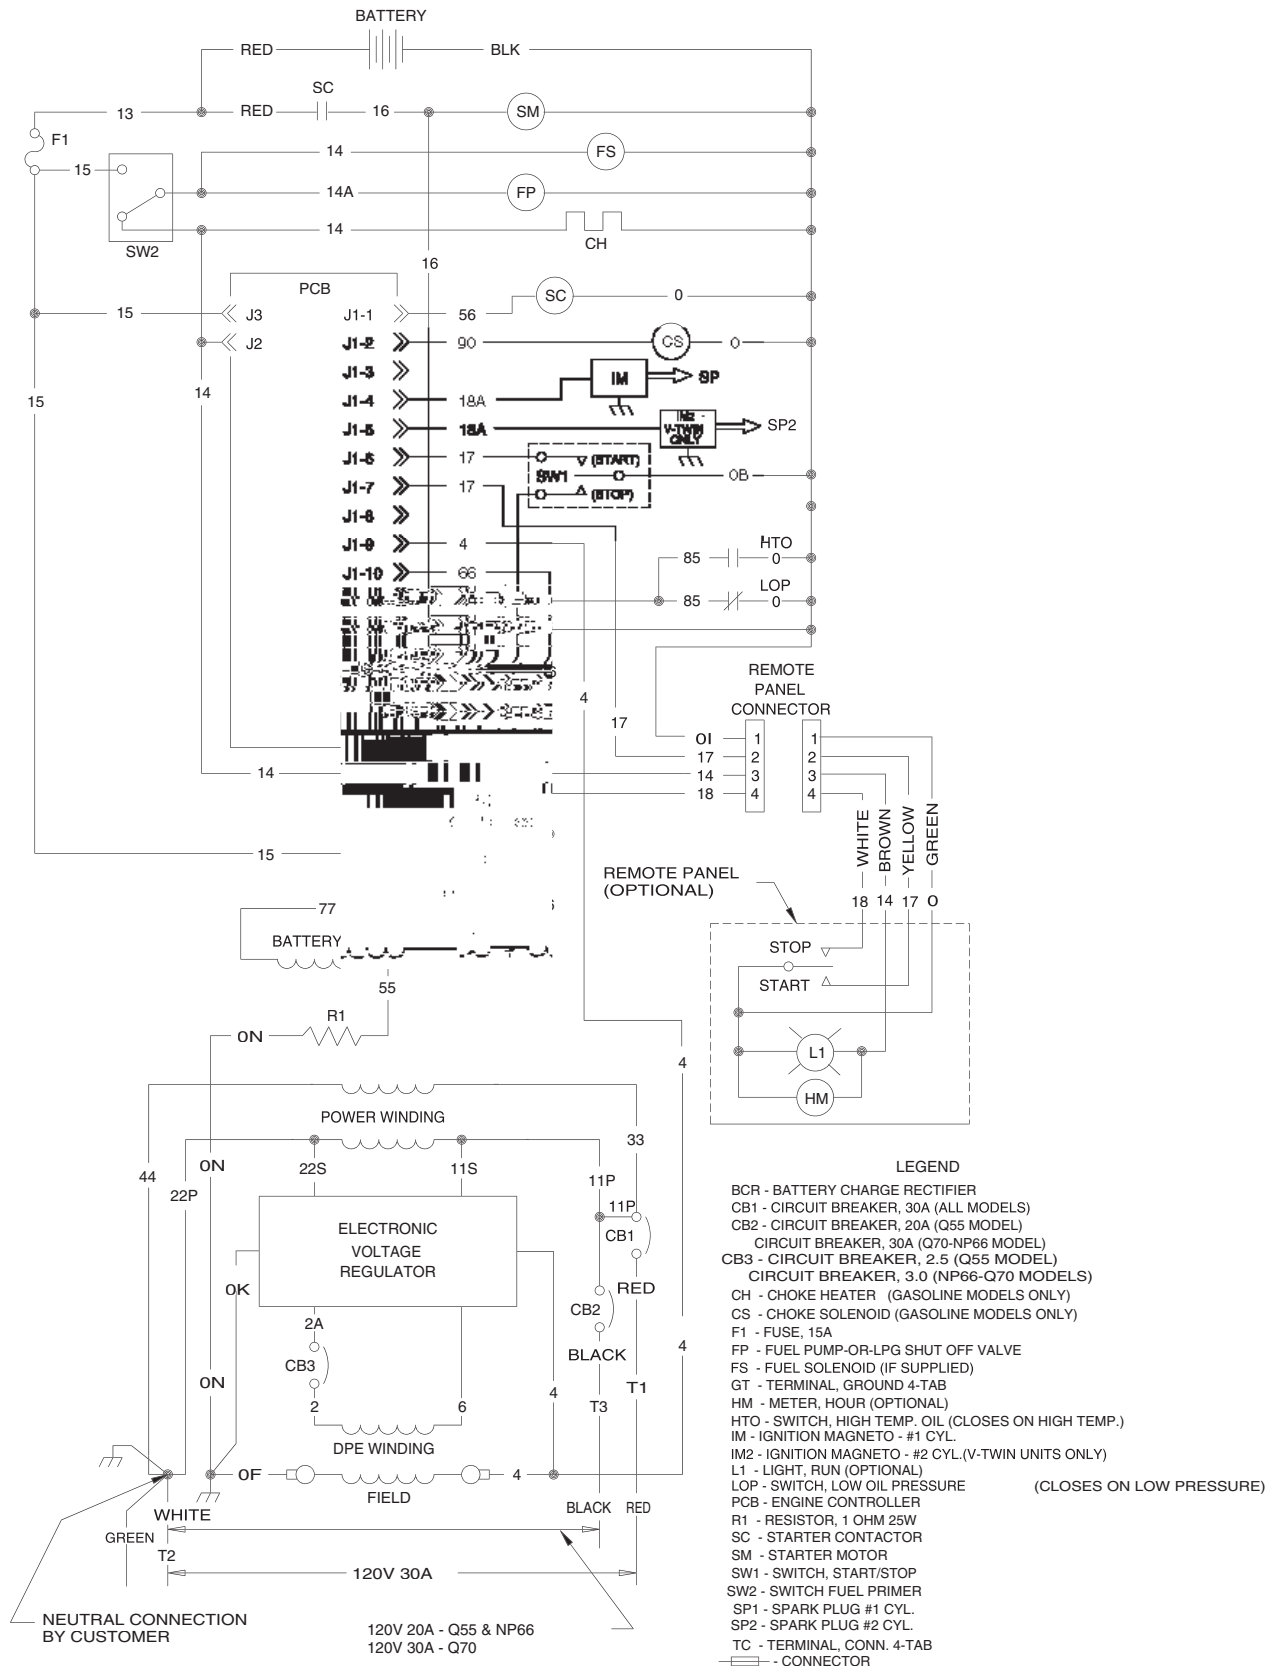 BATTERY
RED
BLK
SC
13
RED
16
SM
F1
14
FS
15
14A
FP
14
CH
SW2
16
PCB
SC
0
15
J3
J1-1
56
J2
J1-2
90
CS
0
J1-3
IM
SP
14
15
J1-4
18A
J1-5
18A
IM2
V-TWIN
ONLY
SP2
J1-6
17
(START)
SW1
0B
J1-7
17
(STOP)
J1-8
J1-9
4
HTO
85
0
J1-10
66
LOP
85
0
REMOTE
PANEL
CONNECTOR
4
17
OI
1
1
17
2
2
14
14
3
3
18
4
4
WHITE
BROWN
YELLOW
GREEN
15
REMOTE PANEL
(OPTIONAL)
18
14
17
0
77
BATTERY
STOP
START
55
R1
0N
L1
4
HM
POWER WINDING
33
44
0N
22S
11S
22P
11P
11P
ELECTRONIC
VOLTAGE
REGULATOR
CB1
0K
RED
2A
CB2
CB3
BLACK
4
0N
T1
4
2
6
T3
DPE WINDING
0F
4
FIELD
WHITE
BLACK
RED
GREEN
T2
120V 30A
NEUTRAL CONNECTION
BY CUSTOMER
120V 20A - Q55 & NP66
120V 30A - Q70
LEGEND
BCR - BATTERY CHARGE RECTIFIER
CB1 - CIRCUIT BREAKER, 30A (ALL MODELS)
CB2 - CIRCUIT BREAKER, 20A (Q55 MODEL)
CIRCUIT BREAKER, 30A (Q70-NP66 MODEL)
CB3 - CIRCUIT BREAKER, 2.5 (Q55 MODEL)
CIRCUIT BREAKER, 3.0 (NP66-Q70 MODELS)
CH - CHOKE HEATER (GASOLINE MODELS ONLY)
CS - CHOKE SOLENOID (GASOLINE MODELS ONLY)
F1 - FUSE, 15A
FP - FUEL PUMP-OR-LPG SHUT OFF VALVE
FS - FUEL SOLENOID (IF SUPPLIED)
GT - TERMINAL, GROUND 4-TAB
HM - METER, HOUR (OPTIONAL)
HTO - SWITCH, HIGH TEMP. OIL (CLOSES ON HIGH TEMP.)
IM - IGNITION MAGNETO - #1 CYL.
IM2 - IGNITION MAGNETO - #2 CYL.(V-TWIN UNITS ONLY)
L1 - LIGHT, RUN (OPTIONAL)
LOP - SWITCH, LOW OIL PRESSURE (CLOSES ON LOW PRESSURE)
PCB - ENGINE CONTROLLER
R1 - RESISTOR, 1 OHM 25W
SC - STARTER CONTACTOR
SM - STARTER MOTOR
SW1 - SWITCH, START/STOP
SW2 - SWITCH FUEL PRIMER
SP1 - SPARK PLUG #1 CYL.
SP2 - SPARK PLUG #2 CYL.
TC - TERMINAL, CONN. 4-TAB
- CONNECTOR